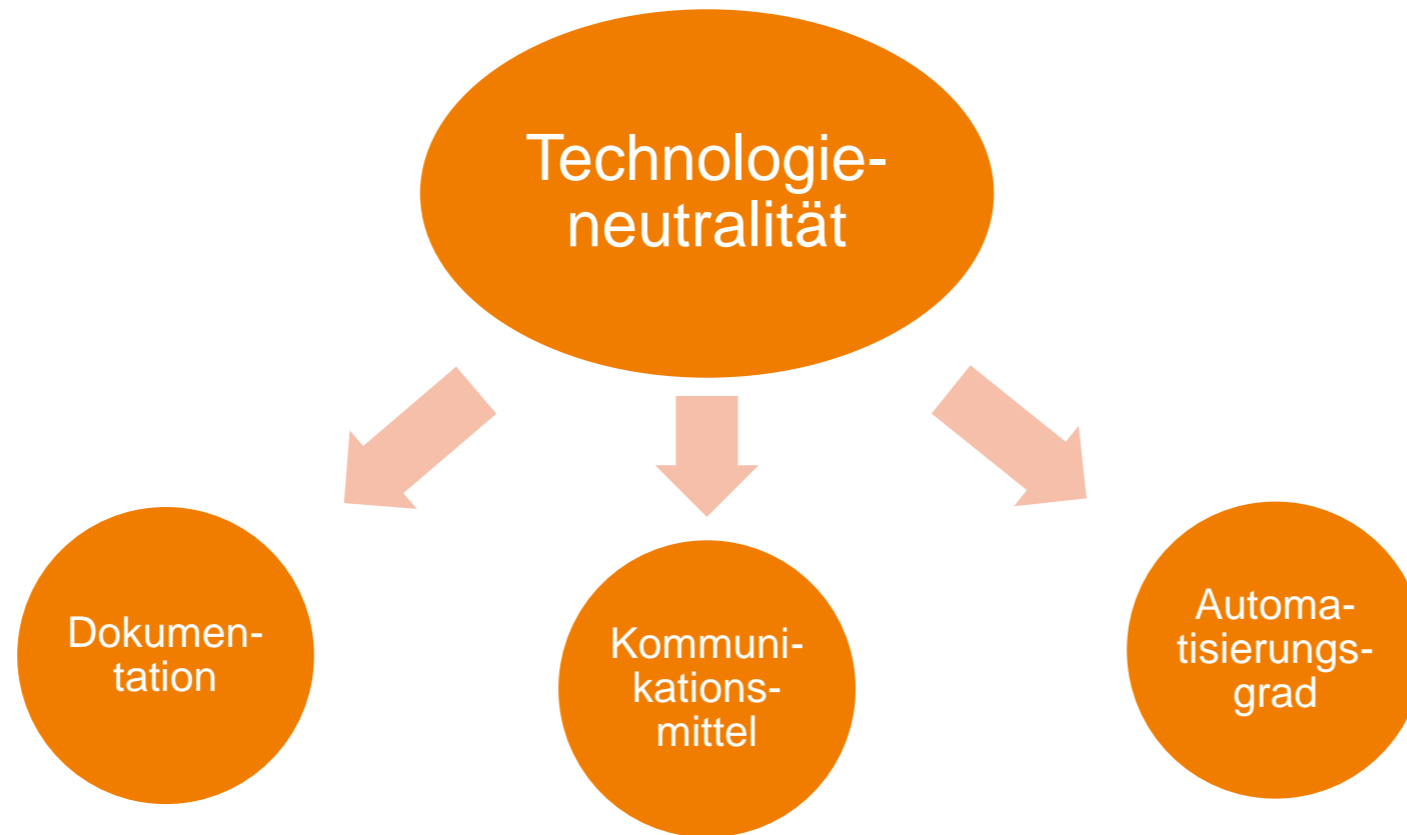 Technologie-
neutralität
Dokumen-
tation
Kommuni-
kations-
mittel
Automa-
tisierungs-
grad